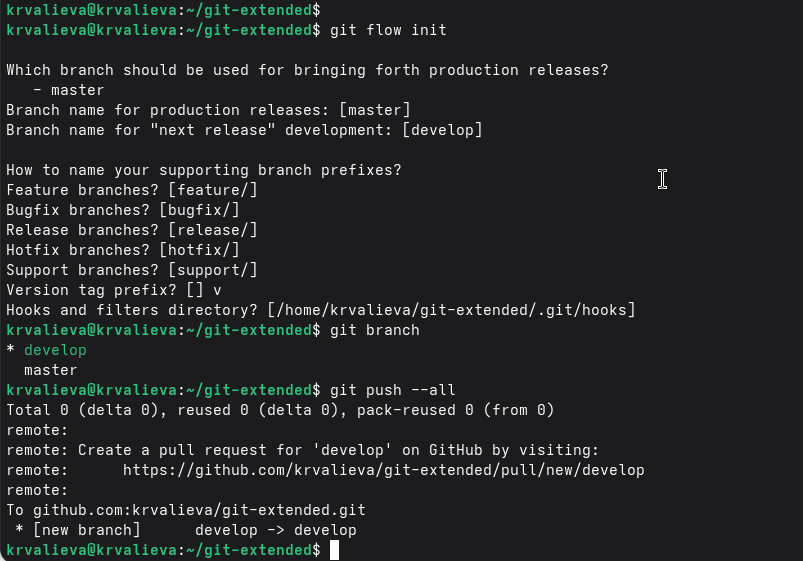 krvalieva@krvalieva:~/git-extended$
krvalieva@krvalieva:~/git-extended$ git flow init

Which branch should be used for bringing forth production releases?
   - master
Branch name for production releases: [master]
Branch name for "next release" development: [develop]

How to name your supporting branch prefixes?
Feature branches? [feature/]
Bugfix branches? [bugfix/]
Release branches? [release/]
Hotfix branches? [hotfix/]
Support branches? [support/]
Version tag prefix? [] v
Hooks and filters directory? [/home/krvalieva/git-extended/.git/hooks]
krvalieva@krvalieva:~/git-extended$ git branch
* develop
  master
krvalieva@krvalieva:~/git-extended$ git push --all
Total 0 (delta 0), reused 0 (delta 0), pack-reused 0 (from 0)
remote:
remote: Create a pull request for 'develop' on GitHub by visiting:
remote:      https://github.com/krvalieva/git-extended/pull/new/develop
remote:
To github.com:krvalieva/git-extended.git
 * [new branch]      develop -> develop
krvalieva@krvalieva:~/git-extended$